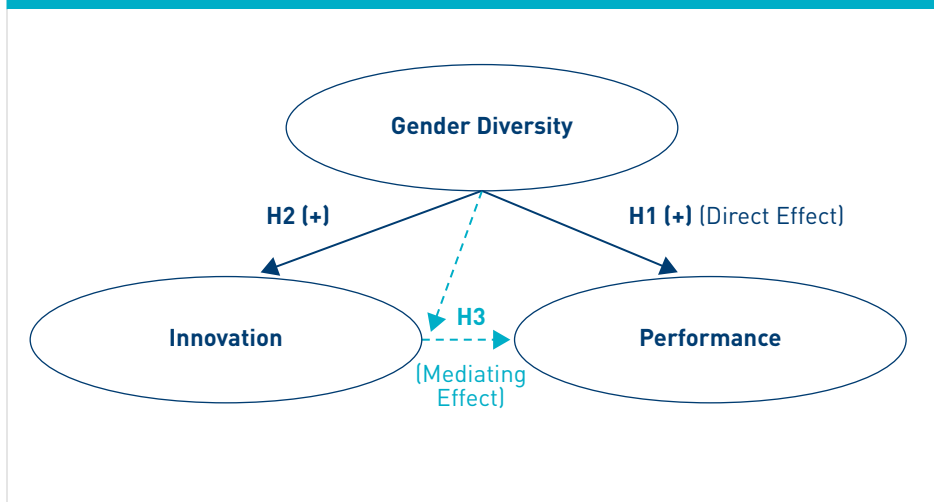 Gender Diversity
H2 (+)
H1 (+) (Direct Effect)
H3
Innovation
Performance
(Mediating
Effect)